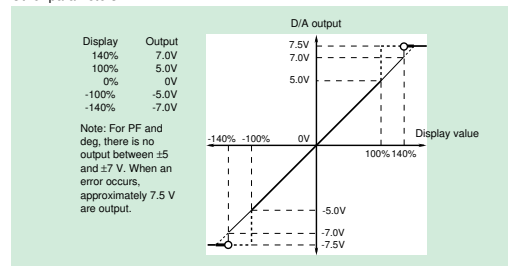 D/A output
Display Output
140% 7.0V
100% 5.0V
0% 0V
-100% -5.0V
-140% -7.0V
Note: For PF and
deg, there is no
output between ±5
and ±7 V. When an
error occurs,
approximately 7.5 V
are output.
7.5V
7.0V
5.0V
-140% -100% 0V Display value
100% 140%
-5.0V
-7.0V
-7.5V